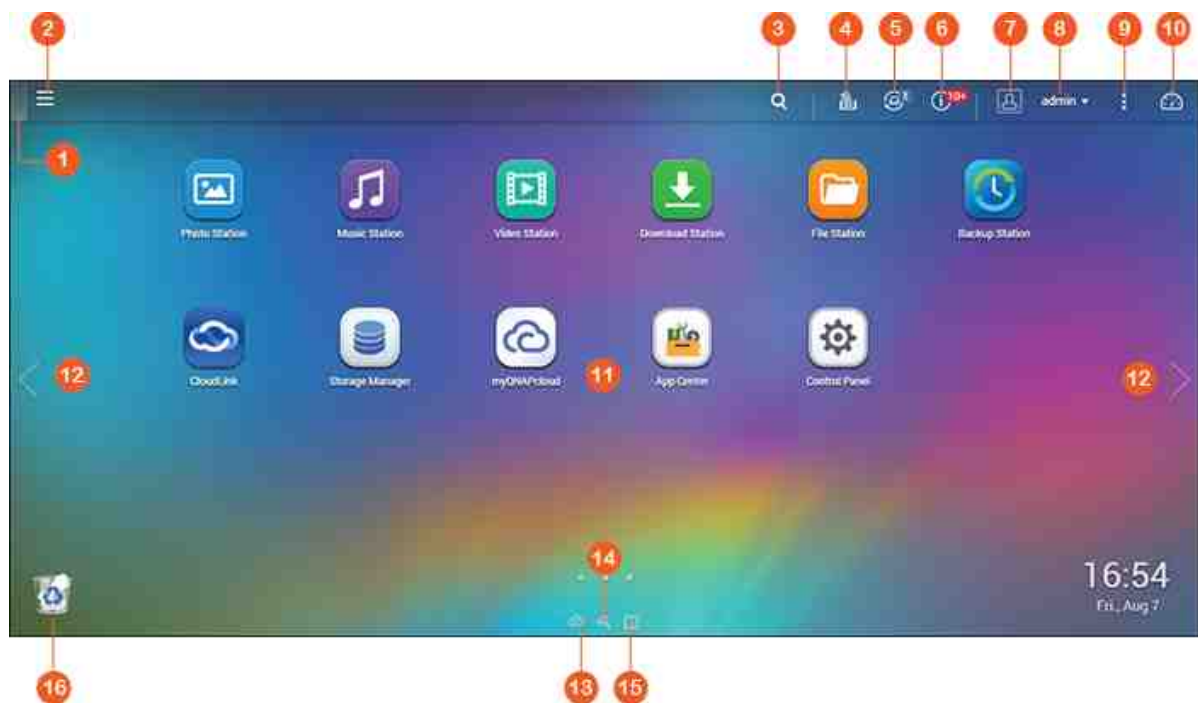 2 3 4 5 6 7 8 9 10
10+ admin
1
Photo Station Music Station Video Station Download Station File Station Backup Station
12 CloudLink Storage Manager myQNAPcloud 11 App Center Control Panel 12
14
16:54
Fri., Aug 7
16 13 15